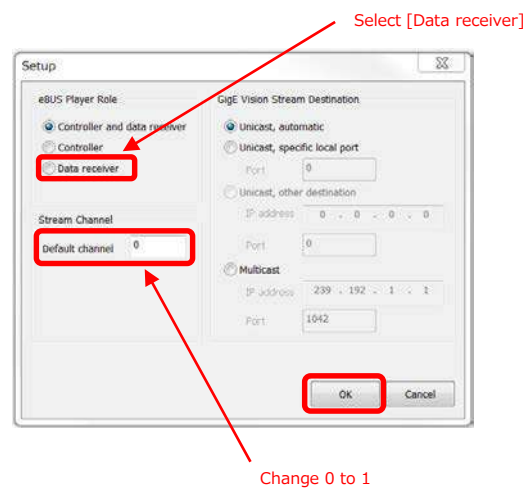 Select [Data receiver]
Setup
eBUS Player Role
Controller and data receiver
Controller
Data receiver
Stream Channel
Default channel 0
GigE Vision Stream Destination
Unicast, automatic
Unicast, specific local port
Port 0
Unicast, other destination
IP address 0 . 0 . 0 . 0
Port 0
Multicast
IP address 239 . 192 . 1 . 1
Port 1042
OK Cancel
Change 0 to 1